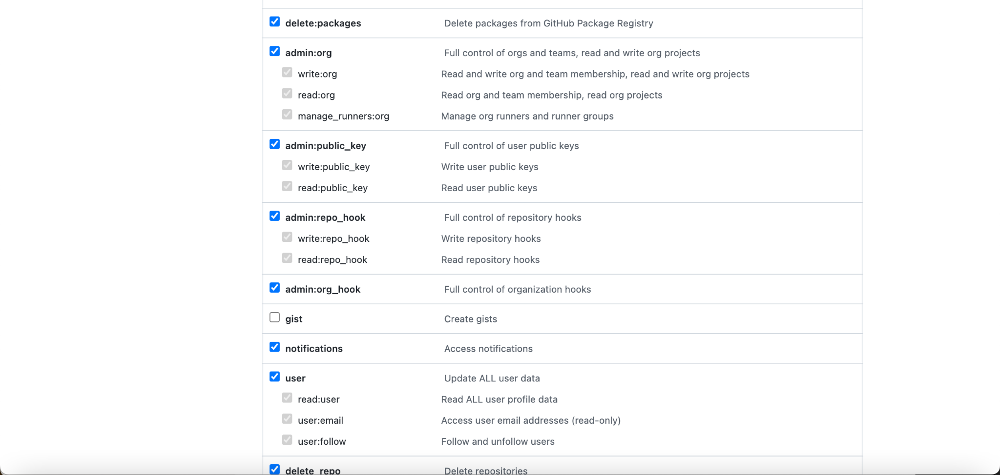 delete:packages Delete packages from GitHub Package Registry
admin:org Full control of orgs and teams, read and write org projects
write:org Read and write org and team membership, read and write org projects
read:org Read org and team membership, read org projects
manage_runners:org Manage org runners and runner groups
admin:public_key Full control of user public keys
write:public_key Write user public keys
read:public_key Read user public keys
admin:repo_hook Full control of repository hooks
write:repo_hook Write repository hooks
read:repo_hook Read repository hooks
admin:org_hook Full control of organization hooks
gist Create gists
notifications Access notifications
user Update ALL user data
read:user Read ALL user profile data
user:email Access user email addresses (read-only)
user:follow Follow and unfollow users
delete_repo Delete repositories